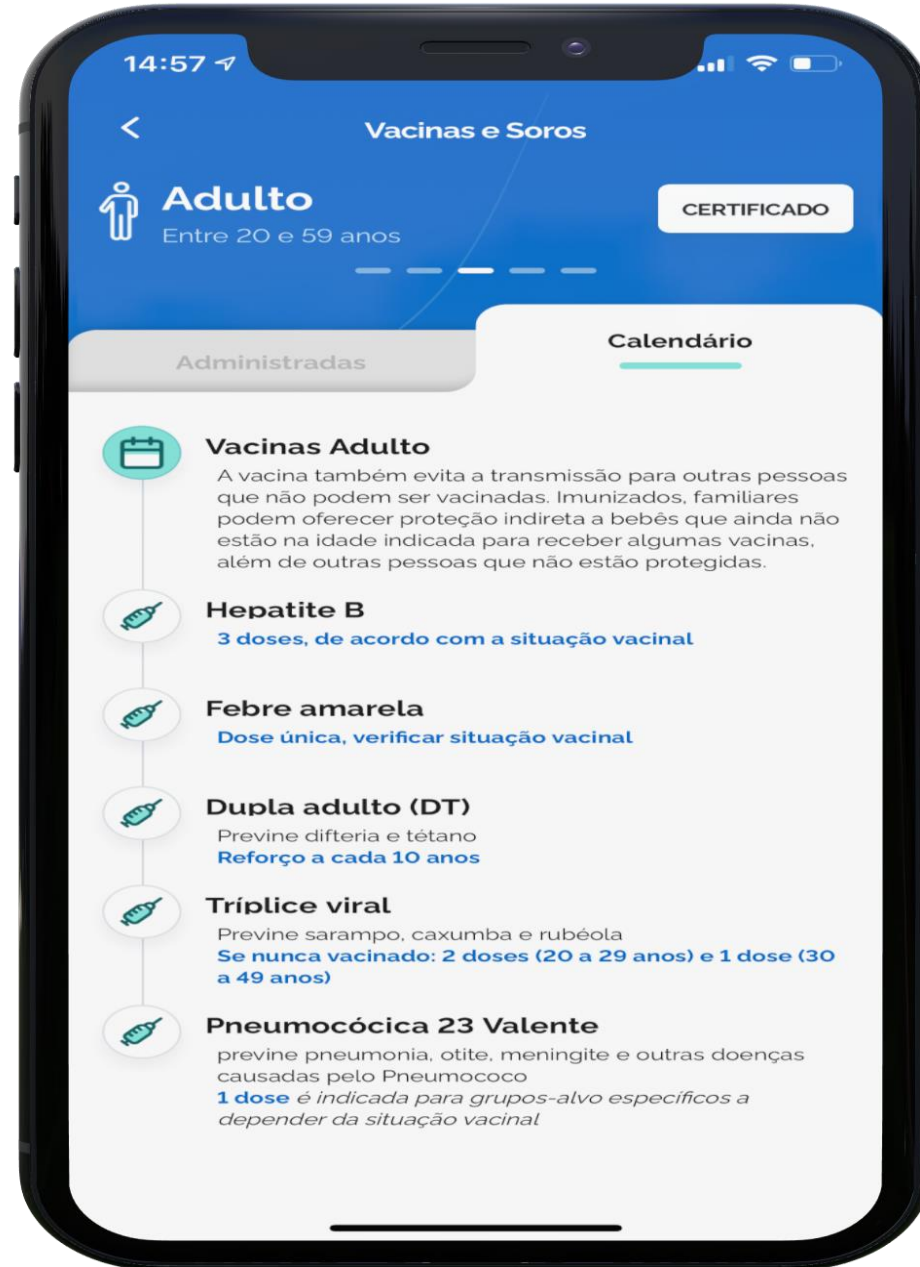 14:57
Vacinas e Soros
Adulto
Entre 20 e 59 anos
CERTIFICADO
Administradas
Calendário
Vacinas Adulto
A vacina também evita a transmissão para outras pessoas
que não podem ser vacinadas. Imunizados, familiares
podem oferecer proteção indireta a bebês que ainda não
estão na idade indicada para receber algumas vacinas,
além de outras pessoas que não estão protegidas.
Hepatite B
3 doses, de acordo com a situação vacinal
Febre amarela
Dose única, verificar situação vacinal
Dupla adulto (DT)
Previne difteria e tétano
Reforço a cada 10 anos
Tríplice viral
Previne sarampo, caxumba e rubéola
Se nunca vacinado: 2 doses (20 a 29 anos) e 1 dose (30
a 49 anos)
Pneumocócica 23 Valente
previne pneumonia, otite, meningite e outras doenças
causadas pelo Pneumococo
1 dose é indicada para grupos-alvo específicos a
depender da situação vacinal